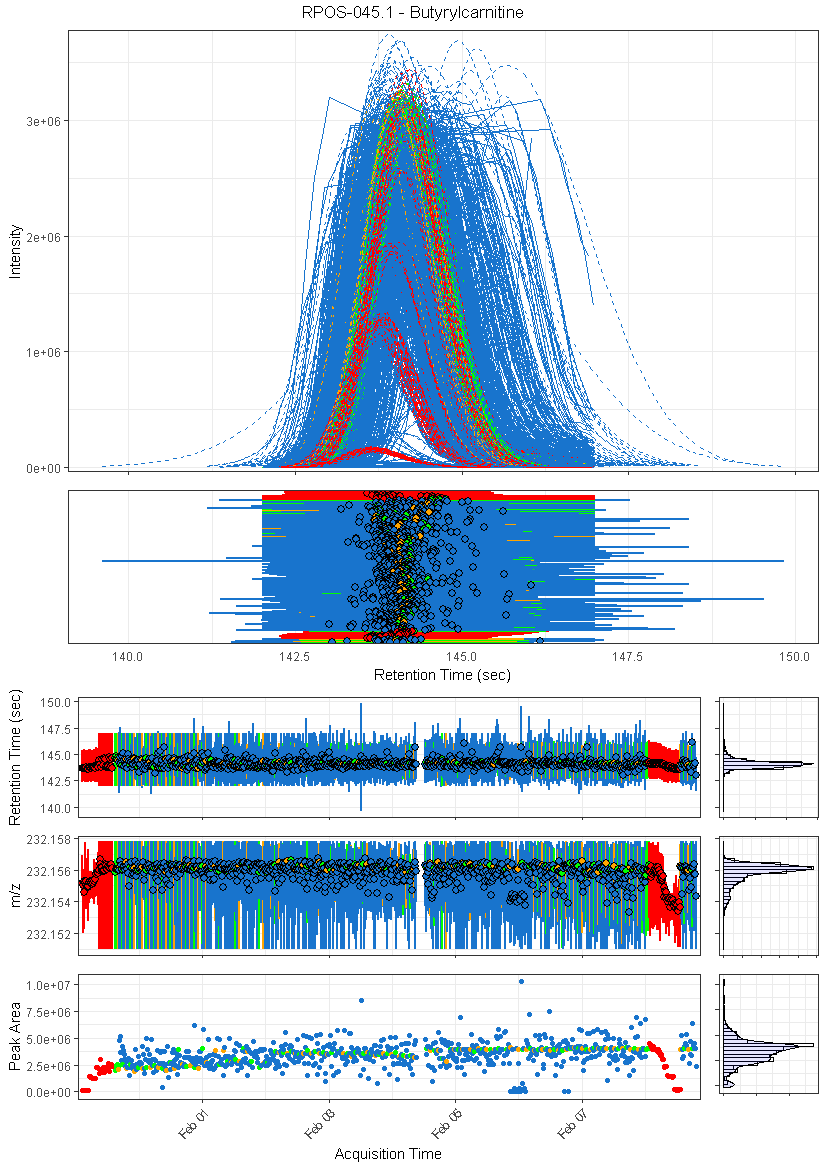 RPOS-045.1 - Butyrylcarnitine
Intensity
3e+06
2e+06
1e+06
0e+00
140.0 142.5 145.0 147.5 150.0
Retention Time (sec)
Retention Time (sec)
150.0
147.5
145.0
142.5
140.0
m/z
232.158
232.156
232.154
232.152
Peak Area
1.0e+07
7.5e+06
5.0e+06
2.5e+06
0.0e+00
Feb 01 Feb 03 Feb 05 Feb 07
Acquisition Time